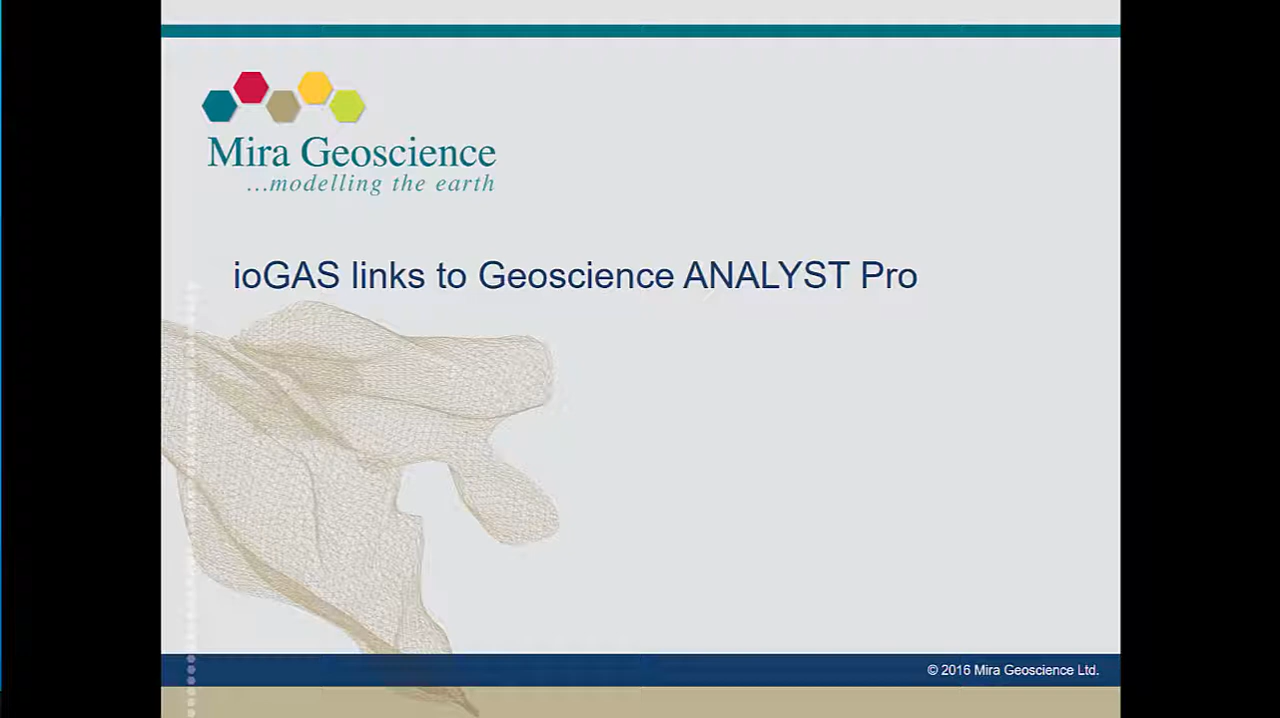 Mira Geoscience
...modelling the earth
ioGAS links to Geoscience ANALYST Pro
© 2016 Mira Geoscience Ltd.